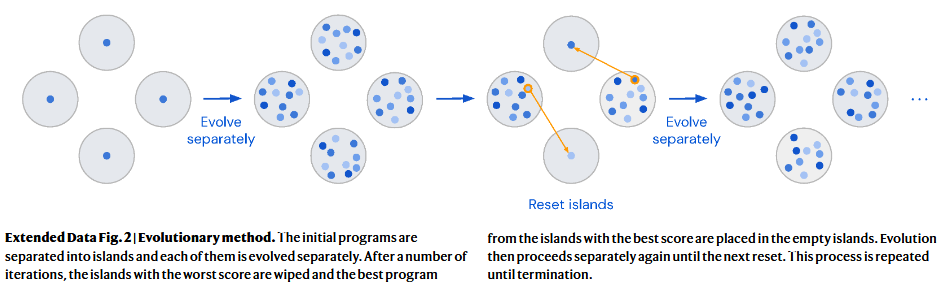 Evolve
separately
Reset islands
Evolve
separately
...
Extended Data Fig. 2 | Evolutionary method. The initial programs are
separated into islands and each of them is evolved separately. After a number of
iterations, the islands with the worst score are wiped and the best program
from the islands with the best score are placed in the empty islands. Evolution
then proceeds separately again until the next reset. This process is repeated
until termination.